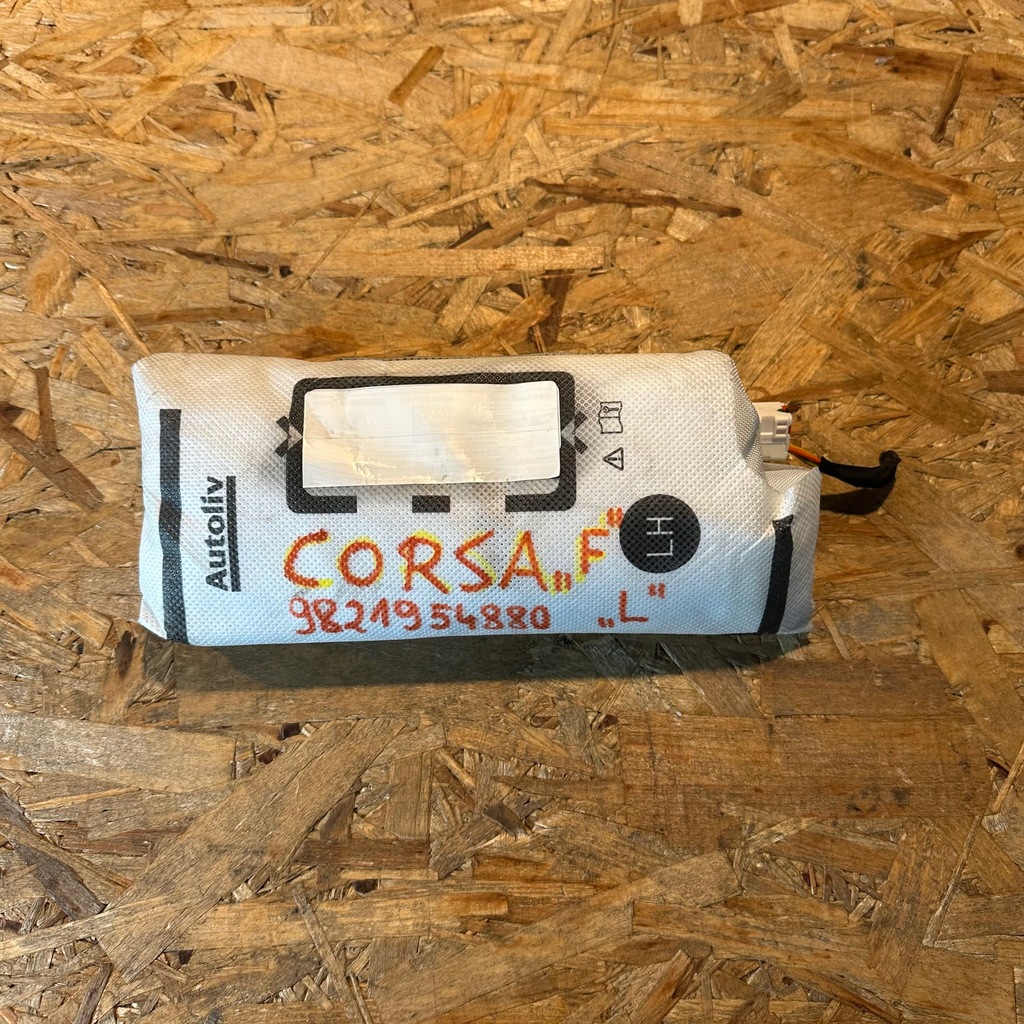 Autoliv
CORSA „F"
LH
9821954880 „L"